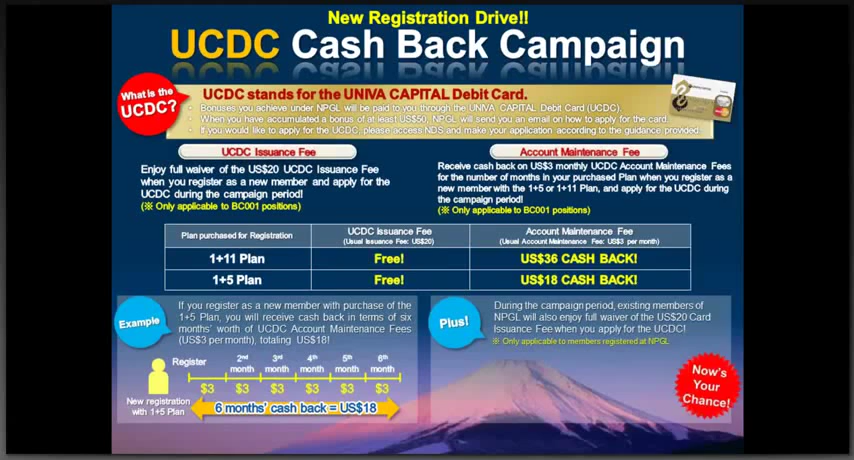 New Registration Drive!!
UCDC Cash Back Campaign
What is the
UCDC?
UCDC stands for the UNIVA CAPITAL Debit Card.
• Bonuses you achieve under NPGL will be paid to you through the UNIVA CAPITAL Debit Card (UCDC).
• When you have accumulated a bonus of at least US$50, NPGL will send you an email on how to apply for the card.
• If you would like to apply for the UCDC, please access NDS and make your application according to the guidance provided.
UCDC Issuance Fee
Enjoy full waiver of the US$20 UCDC Issuance Fee
when you register as a new member and apply for the
UCDC during the campaign period!
(※ Only applicable to BC001 positions)
Account Maintenance Fee
Receive cash back on US$3 monthly UCDC Account Maintenance Fees
for the number of months in your purchased Plan when you register as a
new member with the 1+5 or 1+11 Plan, and apply for the UCDC during
the campaign period!
(※ Only applicable to BC001 positions)
Plan purchased for Registration
UCDC Issuance Fee
(Usual Issuance Fee: US$20)
Account Maintenance Fee
(Usual Account Maintenance Fee: US$3 per month)
1+11 Plan
Free!
US$36 CASH BACK!
1+5 Plan
Free!
US$18 CASH BACK!
Example
If you register as a new member with purchase of the
1+5 Plan, you will receive cash back in terms of six
months' worth of UCDC Account Maintenance Fees
(US$3 per month), totaling US$18!
Register
2nd month
3rd month
4th month
5th month
6th month
$3 $3 $3 $3 $3 $3
New registration
with 1+5 Plan
6 months' cash back = US$18
Plus!
During the campaign period, existing members of
NPGL will also enjoy full waiver of the US$20 Card
Issuance Fee when you apply for the UCDC!
※ Only applicable to members registered at NPGL
Now's
Your
Chance!